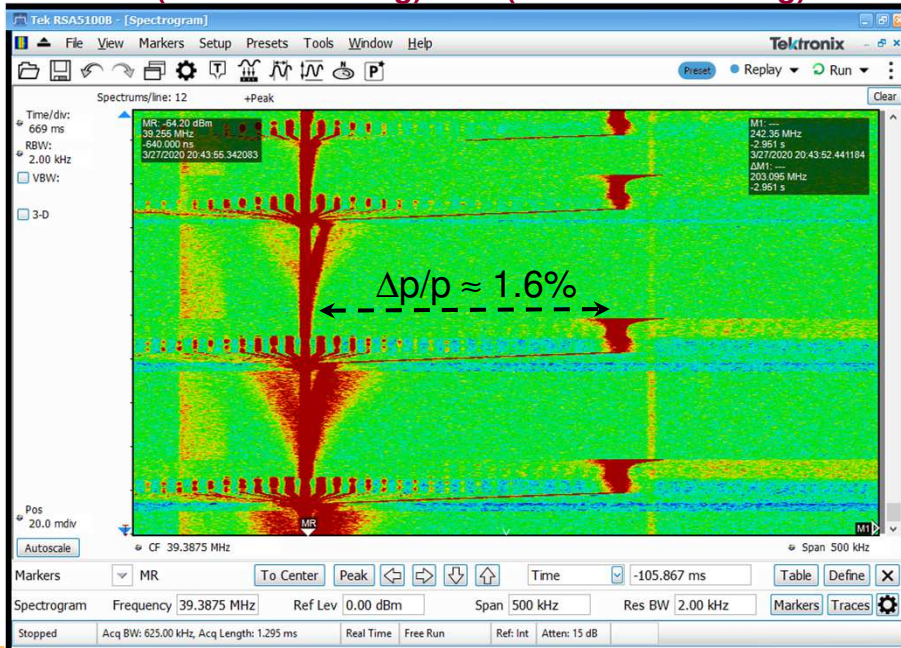 Tek RSA5100B - [Spectrogram]
File View Markers Setup Presets Tools Window Help
Tektronix
Preset Replay Run
Spectrums/line: 12 +Peak Clear
Time/div:
669 ms
RBW:
2.00 kHz
VBW:
3-D
MR: -64.20 dBm
39.255 MHz
-640.000 ns
3/27/2020 20:43:55.342083
M1: ---
242.35 MHz
-2.951 s
3/27/2020 20:43:52.441184
ΔM1: ---
203.095 MHz
-2.951 s
Δp/p ≈ 1.6%
Pos
20.0 mdiv
MR
M1
Autoscale CF 39.3875 MHz Span 500 kHz
Markers MR To Center Peak Time -105.867 ms Table Define
Spectrogram Frequency 39.3875 MHz Ref Lev 0.00 dBm Span 500 kHz Res BW 2.00 kHz Markers Traces
Stopped Acq BW: 625.00 kHz, Acq Length: 1.295 ms Real Time Free Run Ref: Int Atten: 15 dB